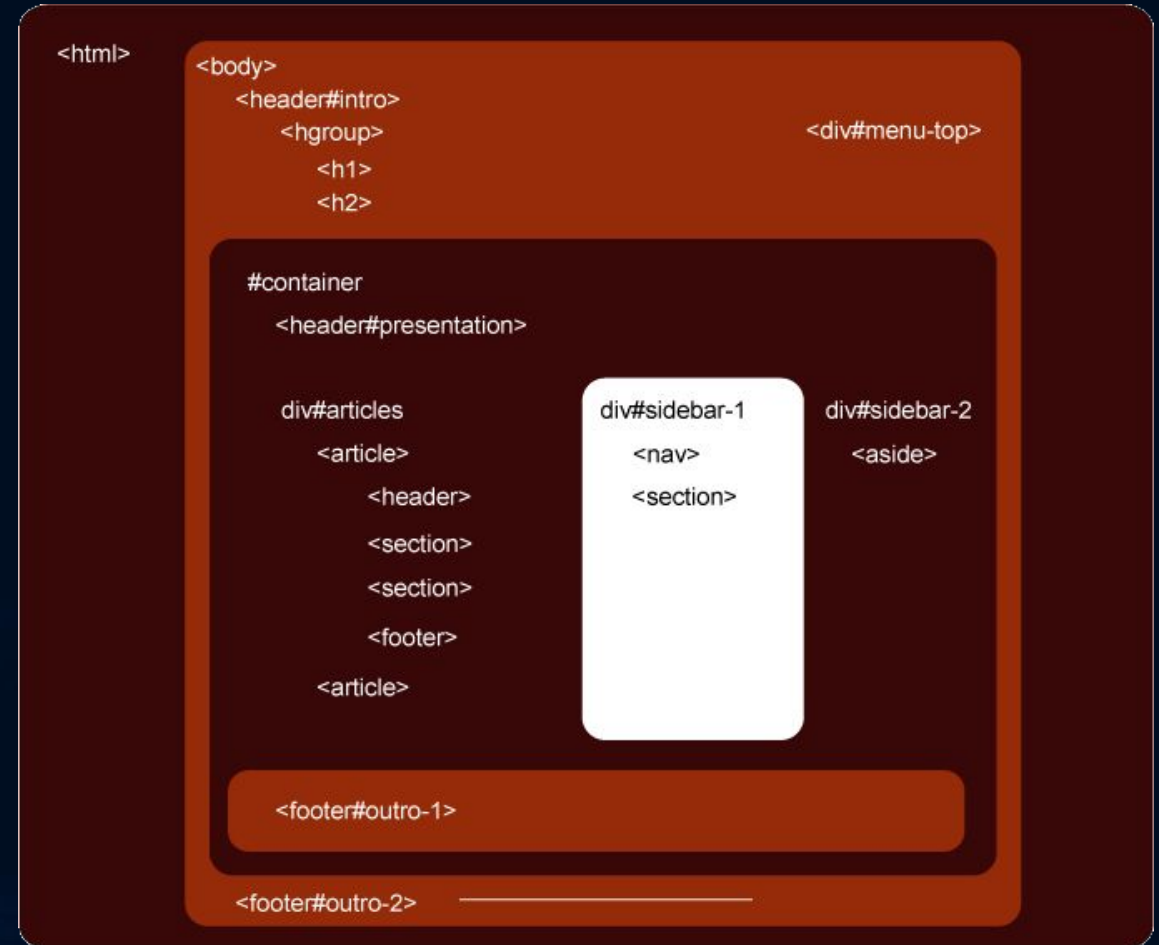 <html>
<body>
<header#intro>
<hgroup>
<div#menu-top>
<h1>
<h2>
#container
<header#presentation>
div#articles
<article>
<header>
<section>
<section>
<footer>
<article>
div#sidebar-1
<nav>
<section>
div#sidebar-2
<aside>
<footer#outro-1>
<footer#outro-2>